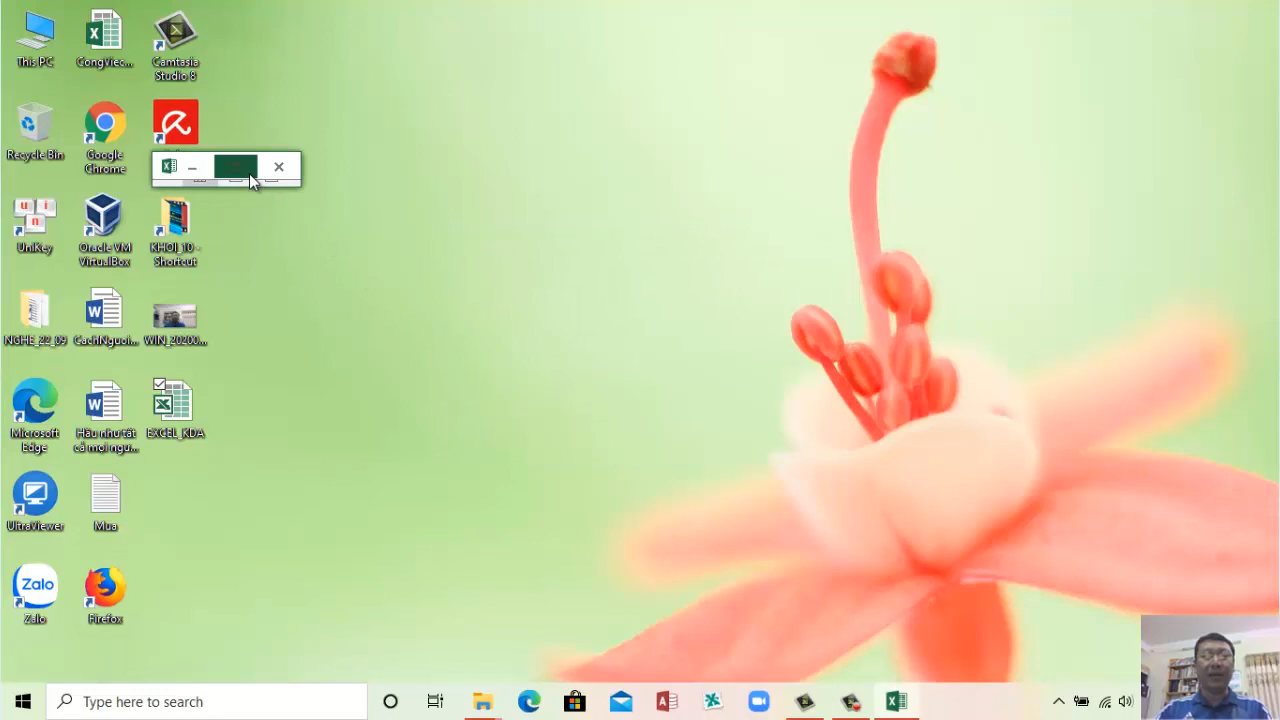 This PC
CongViec...
Camtasia
Studio 8
Recycle Bin
Google
Chrome
UniKey
Oracle VM
VirtualBox
KHOI_10 -
Shortcut
NGHE_22_09
CachNguoi...
WIN_20200...
Microsoft
Edge
Hầu như tất
cả mọi ngu...
EXCEL_KDA
UltraViewer
Mua
Zalo
Zalo
Firefox
Type here to search